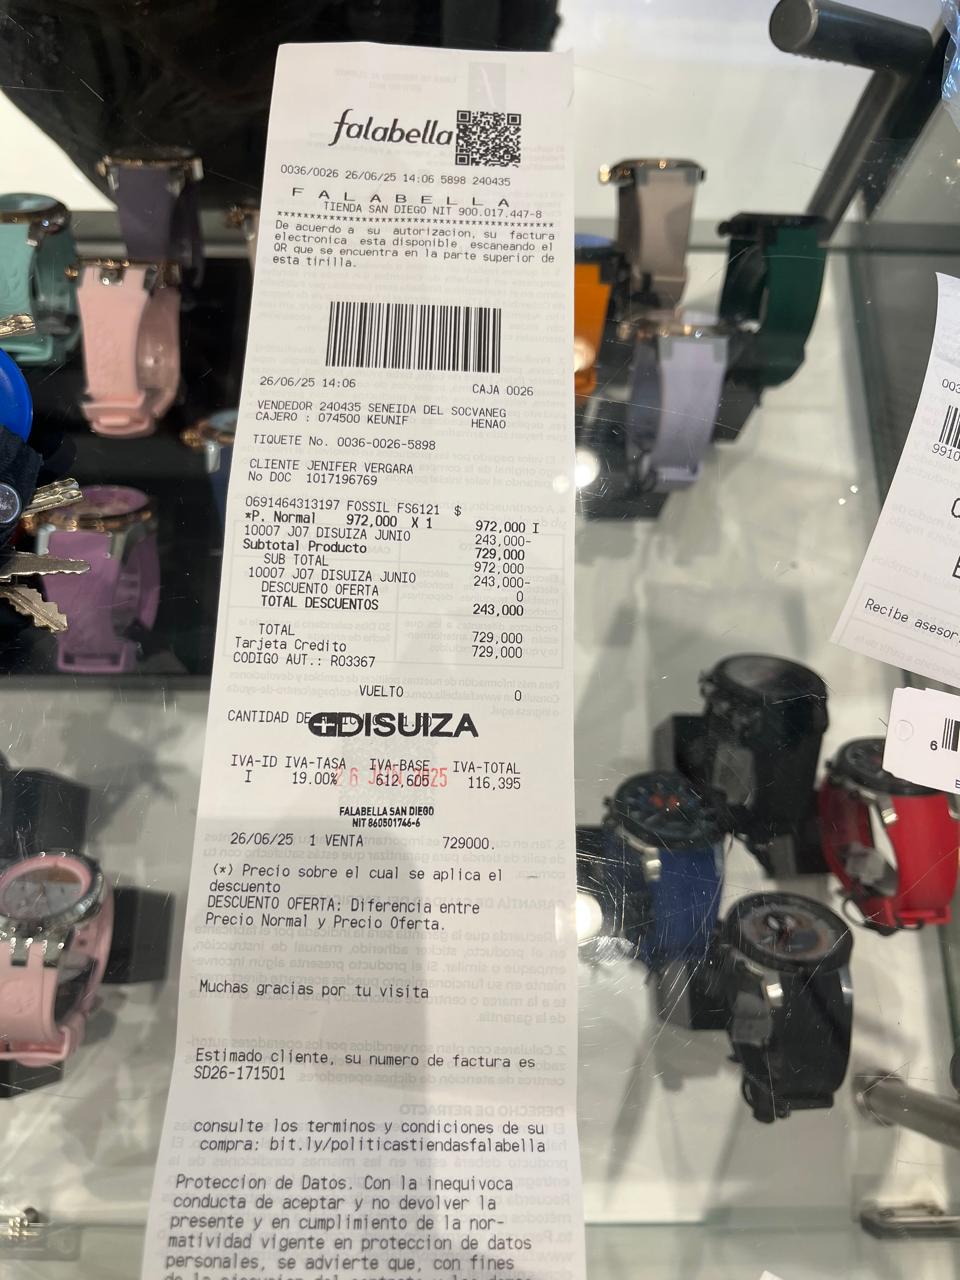 falabella
0036/0026 26/06/25 14:06 5898 240435
F A L A B E L L A
TIENDA SAN DIEGO NIT 900.017.447-8
******************************************
De acuerdo a su autorizacion, su factura
electronica esta disponible escaneando el
QR que se encuentra en la parte superior de
esta tirilla.
26/06/25 14:06 CAJA 0026
VENDEDOR 240435 SENEIDA DEL SOCVANEG
CAJERO : 074500 KEUNIF HENAO
TIQUETE No. 0036-0026-5898
CLIENTE JENIFER VERGARA
No DOC 1017196769
0691464313197 FOSSIL FS6121 $
*P. Normal 972,000 X 1 972,000 I
10007 J07 DISUIZA JUNIO 243,000-
Subtotal Producto 729,000
SUB TOTAL 972,000
10007 J07 DISUIZA JUNIO 243,000-
DESCUENTO OFERTA 0
TOTAL DESCUENTOS 243,000
TOTAL 729,000
Tarjeta Credito 729,000
CODIGO AUT.: R03367
VUELTO 0
CANTIDAD DE
DISUIZA
IVA-ID IVA-TASA IVA-BASE IVA-TOTAL
I 19.00% 612,605 116,395
26 JUN 2025
FALABELLA SAN DIEGO
NIT 860501746-6
26/06/25 1 VENTA 729000.
(*) Precio sobre el cual se aplica el
descuento
DESCUENTO OFERTA: Diferencia entre
Precio Normal y Precio Oferta.
Muchas gracias por tu visita
Estimado cliente, su numero de factura es
SD26-171501
consulte los terminos y condiciones de su
compra: bit.ly/politicastiendasfalabella
Proteccion de Datos. Con la inequivoca
conducta de aceptar y no devolver la
presente y en cumplimiento de la nor-
matividad vigente en proteccion de datos
personales, se advierte que, con fines
003
9910
Recibe asesor
6